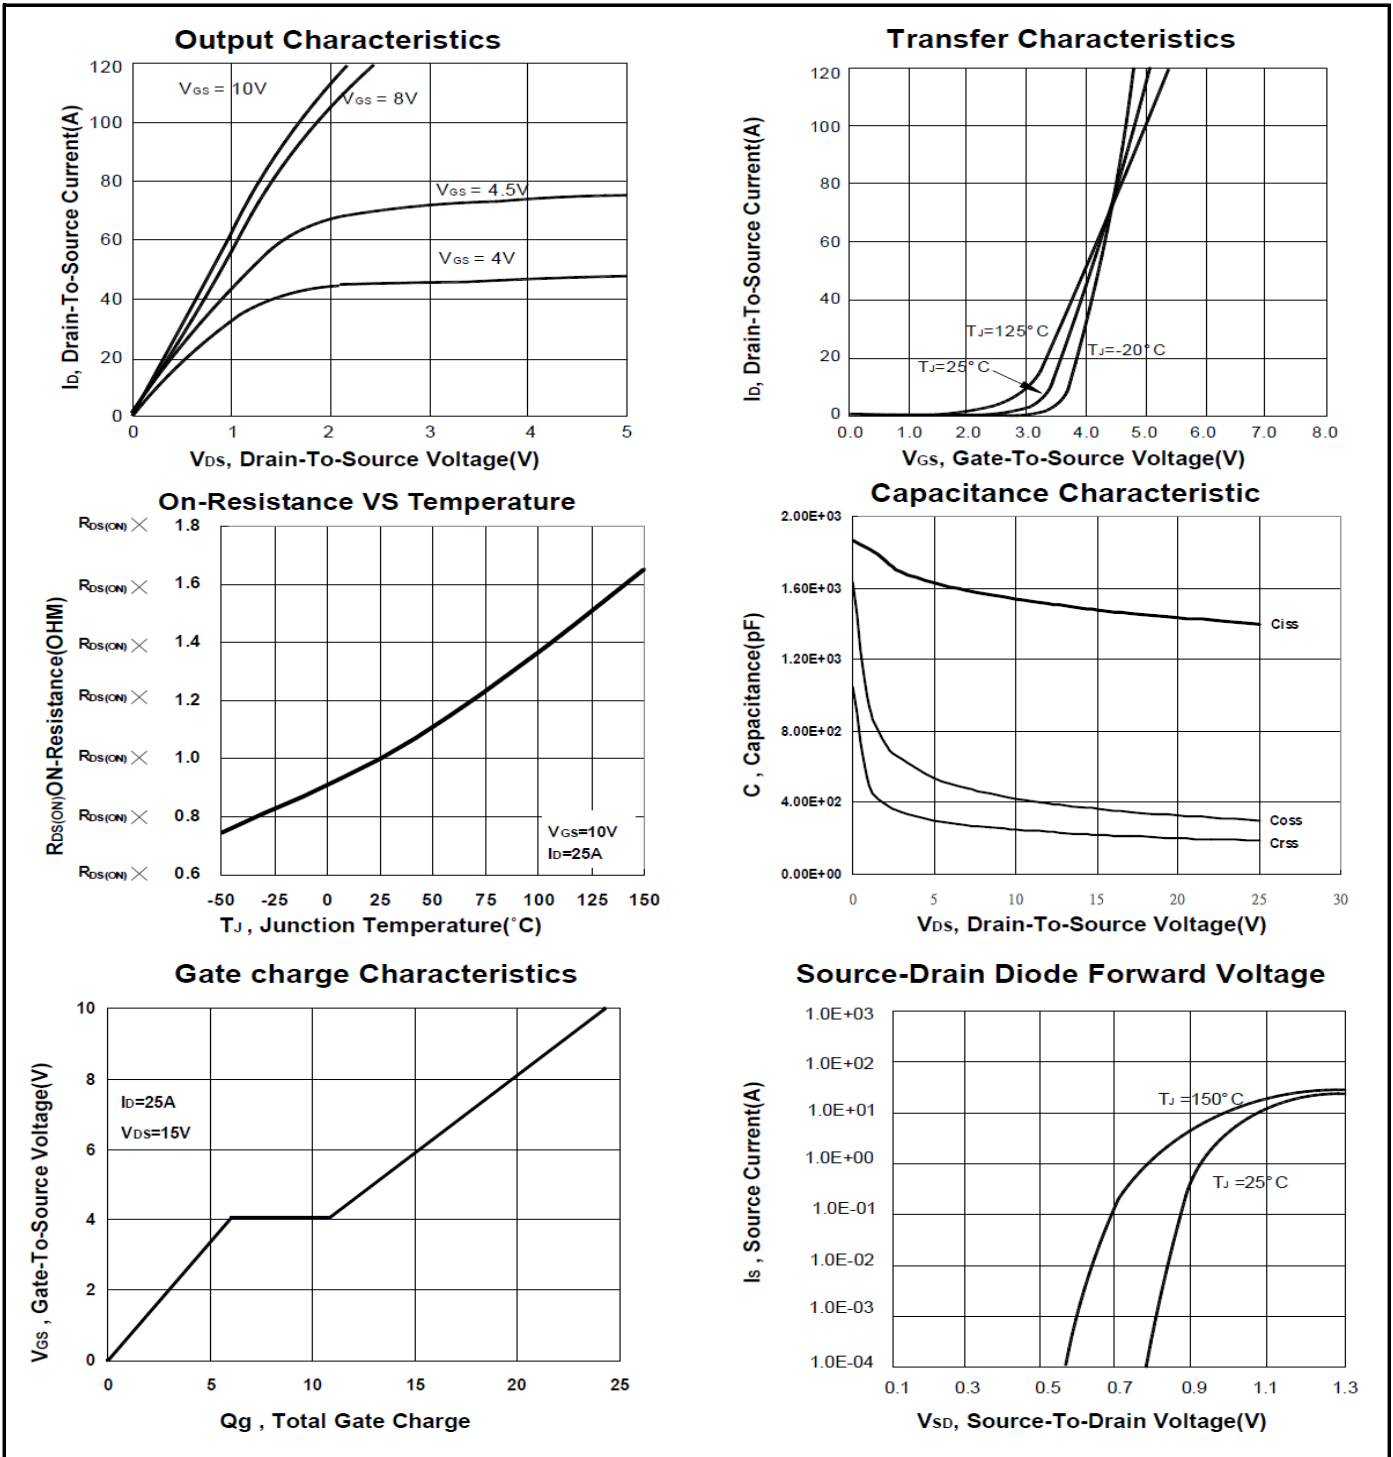 Output Characteristics
ID, Drain-To-Source Current(A)
120
100
80
60
40
20
0
VGS = 10V
VGS = 8V
VGS = 4.5V
VGS = 4V
0 1 2 3 4 5
VDS, Drain-To-Source Voltage(V)
Transfer Characteristics
ID, Drain-To-Source Current(A)
120
100
80
60
40
20
0
TJ=125°C
TJ=25°C
TJ=-20°C
0.0 1.0 2.0 3.0 4.0 5.0 6.0 7.0 8.0
VGS, Gate-To-Source Voltage(V)
On-Resistance VS Temperature
RDS(ON)ON-Resistance(OHM)
RDS(ON) × 1.8
RDS(ON) × 1.6
RDS(ON) × 1.4
RDS(ON) × 1.2
RDS(ON) × 1.0
RDS(ON) × 0.8
RDS(ON) × 0.6
VGS=10V
ID=25A
-50 -25 0 25 50 75 100 125 150
TJ , Junction Temperature(˚C)
Capacitance Characteristic
C , Capacitance(pF)
2.00E+03
1.60E+03
1.20E+03
8.00E+02
4.00E+02
0.00E+00
Ciss
Coss
Crss
0 5 10 15 20 25 30
VDS, Drain-To-Source Voltage(V)
Gate charge Characteristics
VGS , Gate-To-Source Voltage(V)
10
8
6
4
2
0
ID=25A
VDS=15V
0 5 10 15 20 25
Qg , Total Gate Charge
Source-Drain Diode Forward Voltage
IS , Source Current(A)
1.0E+03
1.0E+02
1.0E+01
1.0E+00
1.0E-01
1.0E-02
1.0E-03
1.0E-04
TJ =150°C
TJ =25°C
0.1 0.3 0.5 0.7 0.9 1.1 1.3
VSD, Source-To-Drain Voltage(V)